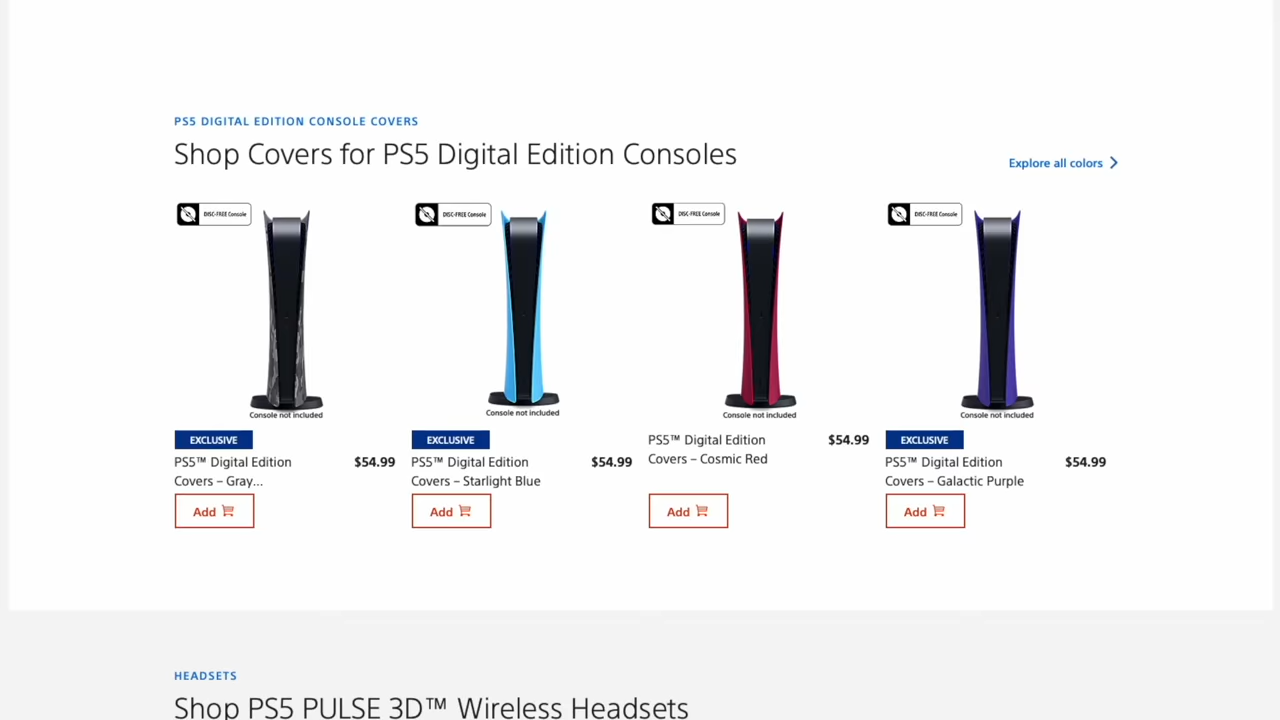 PS5 DIGITAL EDITION CONSOLE COVERS
Shop Covers for PS5 Digital Edition Consoles
Explore all colors
DISC-FREE Console
DISC-FREE Console
DISC-FREE Console
DISC-FREE Console
Console not included
Console not included
Console not included
Console not included
EXCLUSIVE
PS5™ Digital Edition
Covers – Gray...
$54.99
Add
EXCLUSIVE
PS5™ Digital Edition
Covers – Starlight Blue
$54.99
Add
PS5™ Digital Edition
Covers – Cosmic Red
$54.99
Add
EXCLUSIVE
PS5™ Digital Edition
Covers – Galactic Purple
$54.99
Add
HEADSETS
Shop PS5 PULSE 3D™ Wireless Headsets